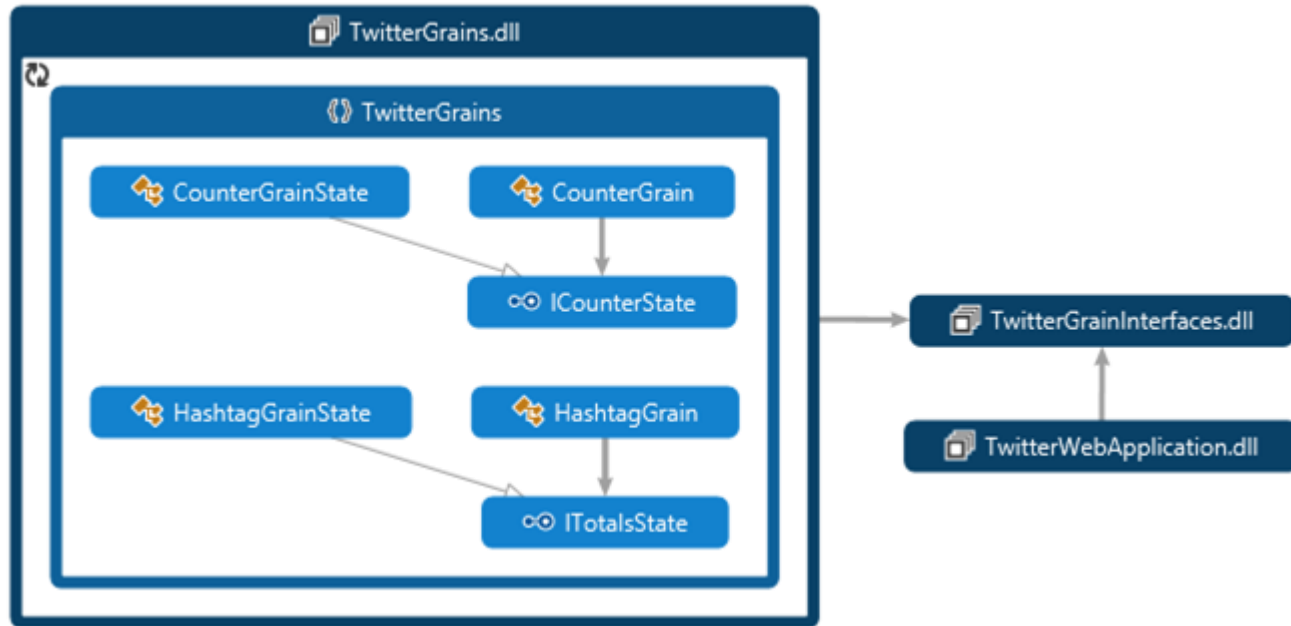 TwitterGrains.dll
TwitterGrains
CounterGrainState
CounterGrain
ICounterState
HashtagGrainState
HashtagGrain
ITotalsState
TwitterGrainInterfaces.dll
TwitterWebApplication.dll